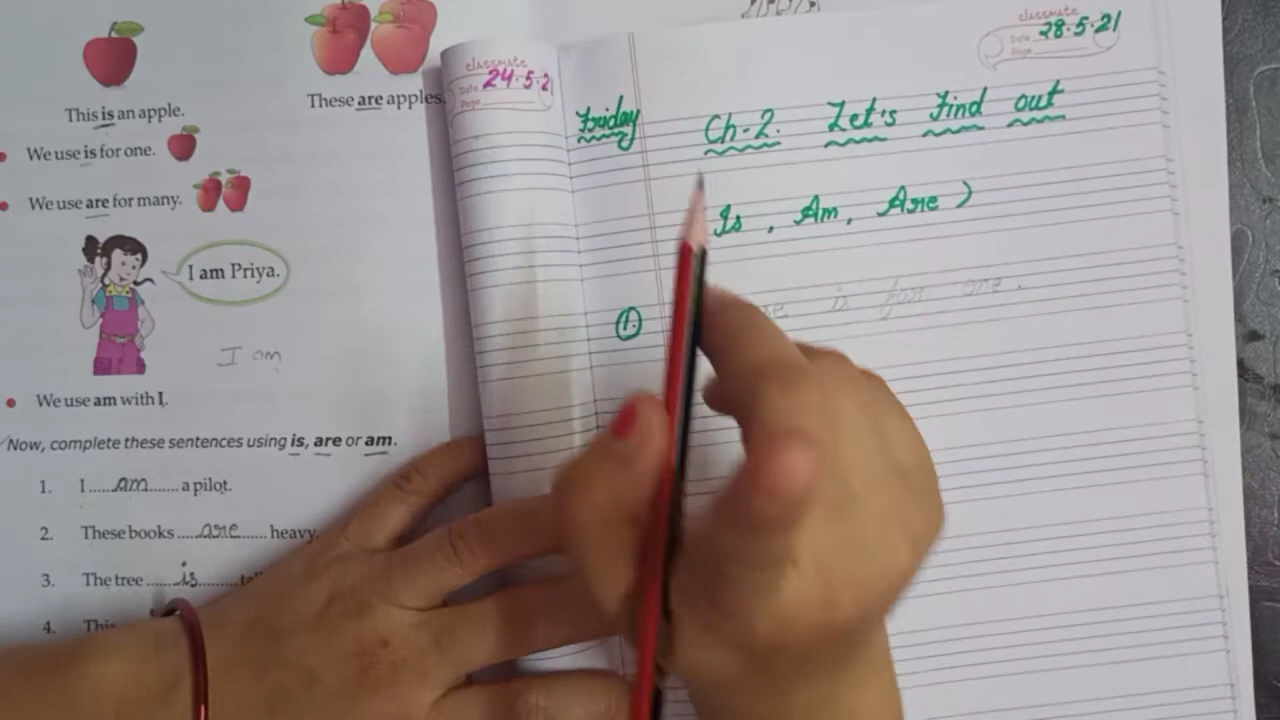 This is an apple.
These are apples.
We use is for one.
We use are for many.
I am Priya.
I am
We use am with I.
Now, complete these sentences using is, are or am.
1. I ......am....... a pilot.
2. These books .....are...... heavy.
3. The tree ......is.........
4. This
classmate
Date 24.5.21
Page
classmate
Date 28.5.21
Page
Friday Ch-2. Let's Find out
Is, Am, Are)
1. is for one.